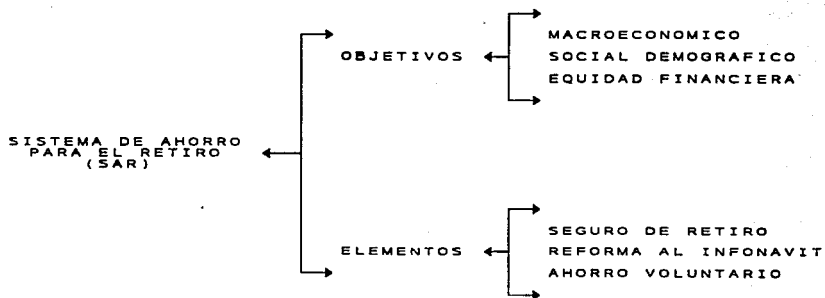 SISTEMA DE AHORRO
PARA EL RETIRO
(SAR)
OBJETIVOS
MACROECONOMICO
SOCIAL DEMOGRAFICO
EQUIDAD FINANCIERA
ELEMENTOS
SEGURO DE RETIRO
REFORMA AL INFONAVIT
AHORRO VOLUNTARIO